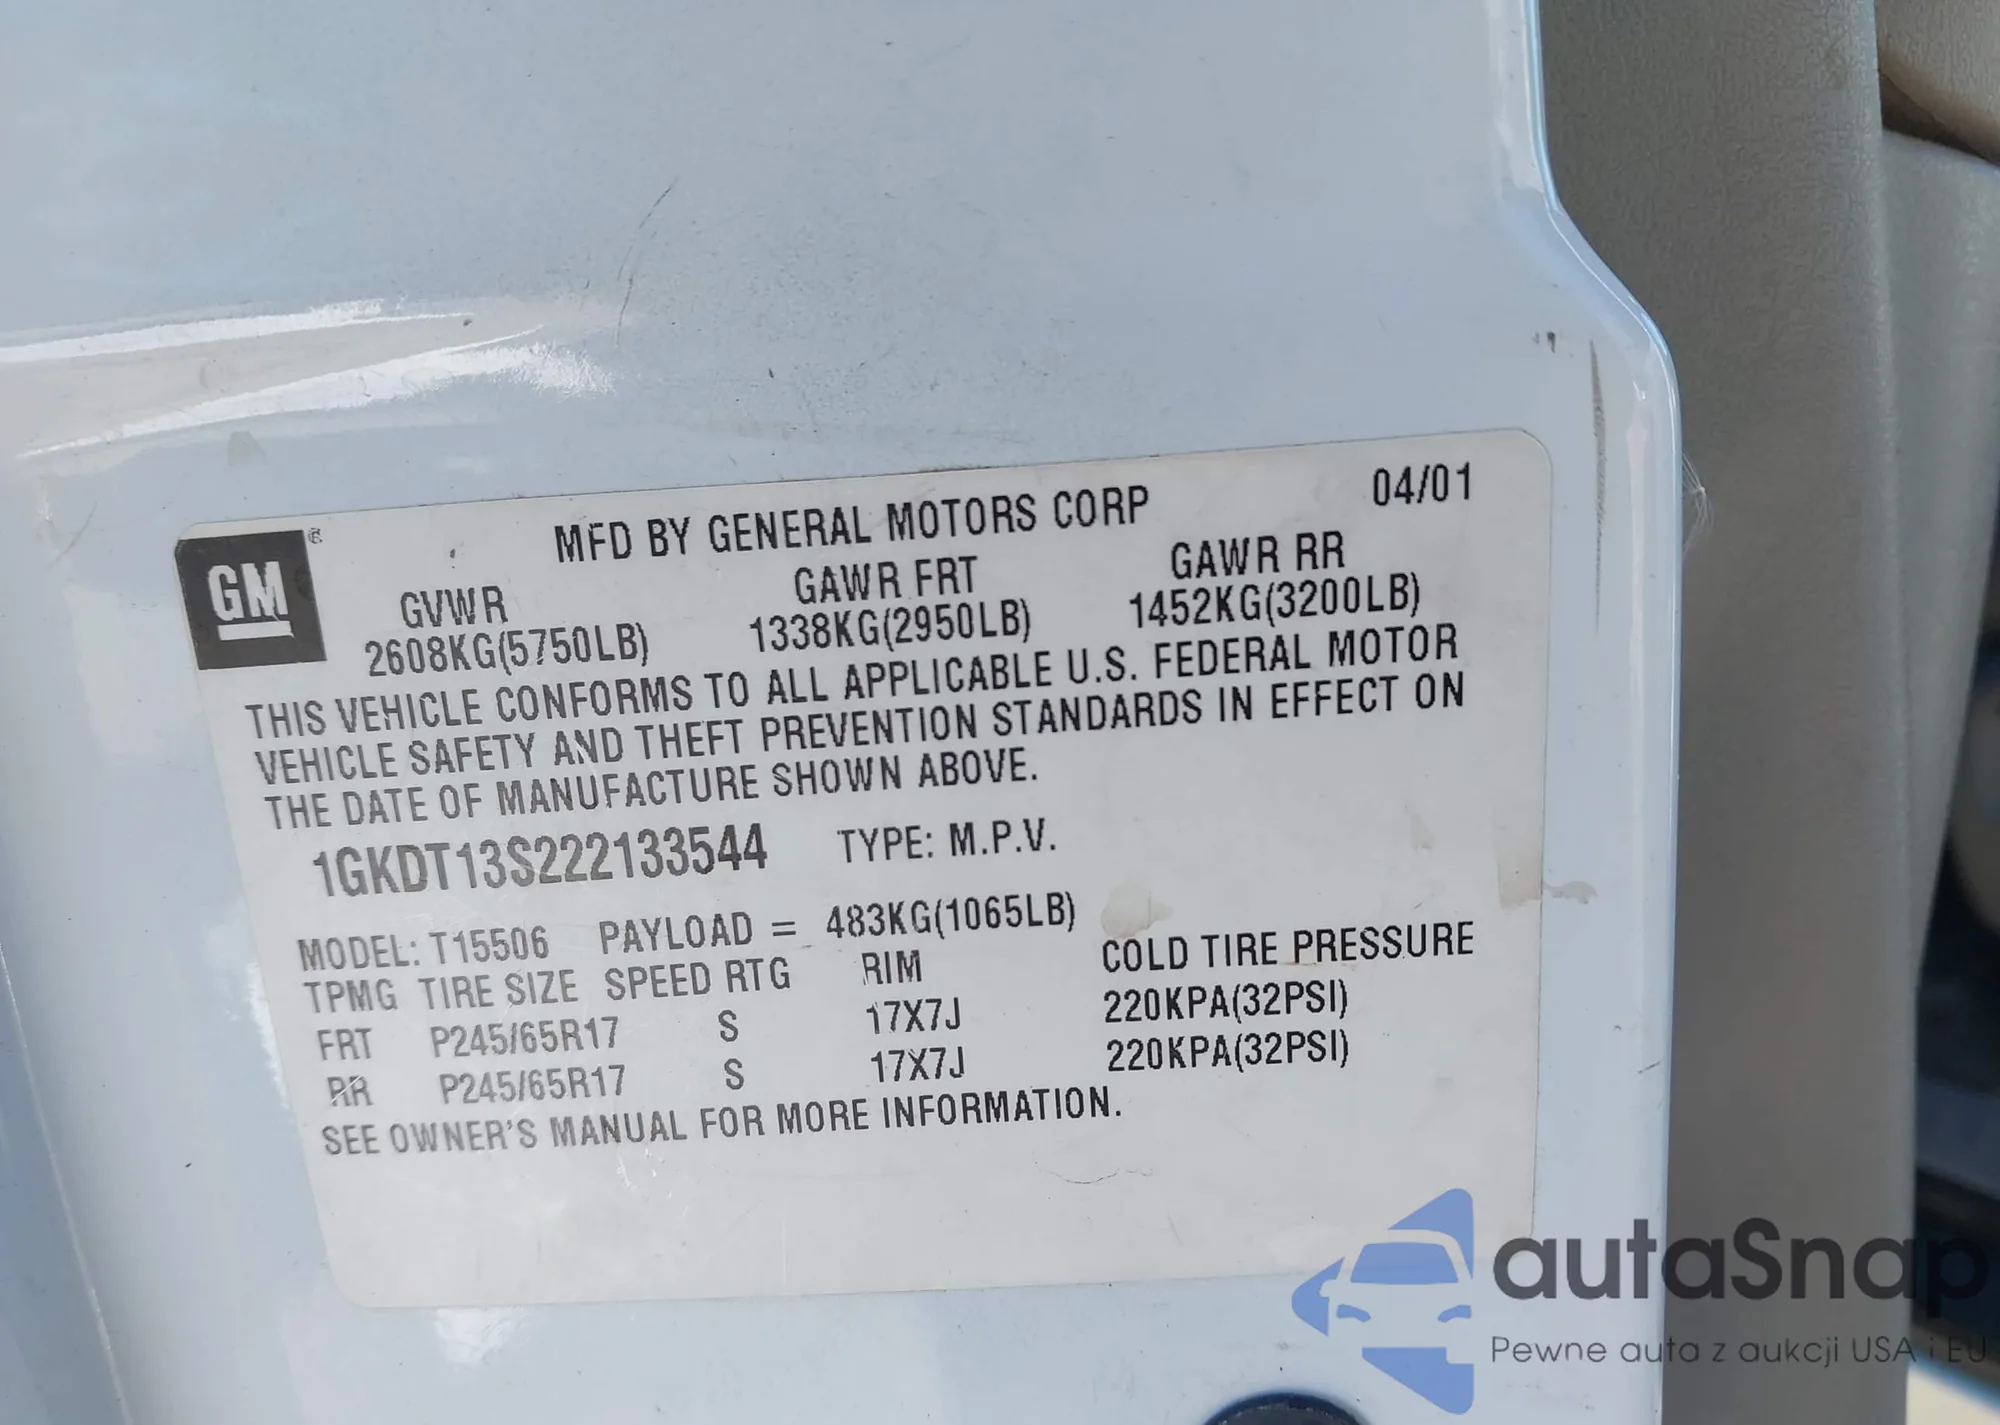 MFD BY GENERAL MOTORS CORP 04/01
GM ®
GVWR GAWR FRT GAWR RR
2608KG(5750LB) 1338KG(2950LB) 1452KG(3200LB)
THIS VEHICLE CONFORMS TO ALL APPLICABLE U.S. FEDERAL MOTOR
VEHICLE SAFETY AND THEFT PREVENTION STANDARDS IN EFFECT ON
THE DATE OF MANUFACTURE SHOWN ABOVE.
1GKDT13S222133544 TYPE: M.P.V.
MODEL: T15506 PAYLOAD = 483KG(1065LB)
TPMG TIRE SIZE SPEED RTG RIM COLD TIRE PRESSURE
FRT P245/65R17 S 17X7J 220KPA(32PSI)
RR P245/65R17 S 17X7J 220KPA(32PSI)
SEE OWNER'S MANUAL FOR MORE INFORMATION.
autaSnap
Pewne auta z aukcji USA i EU